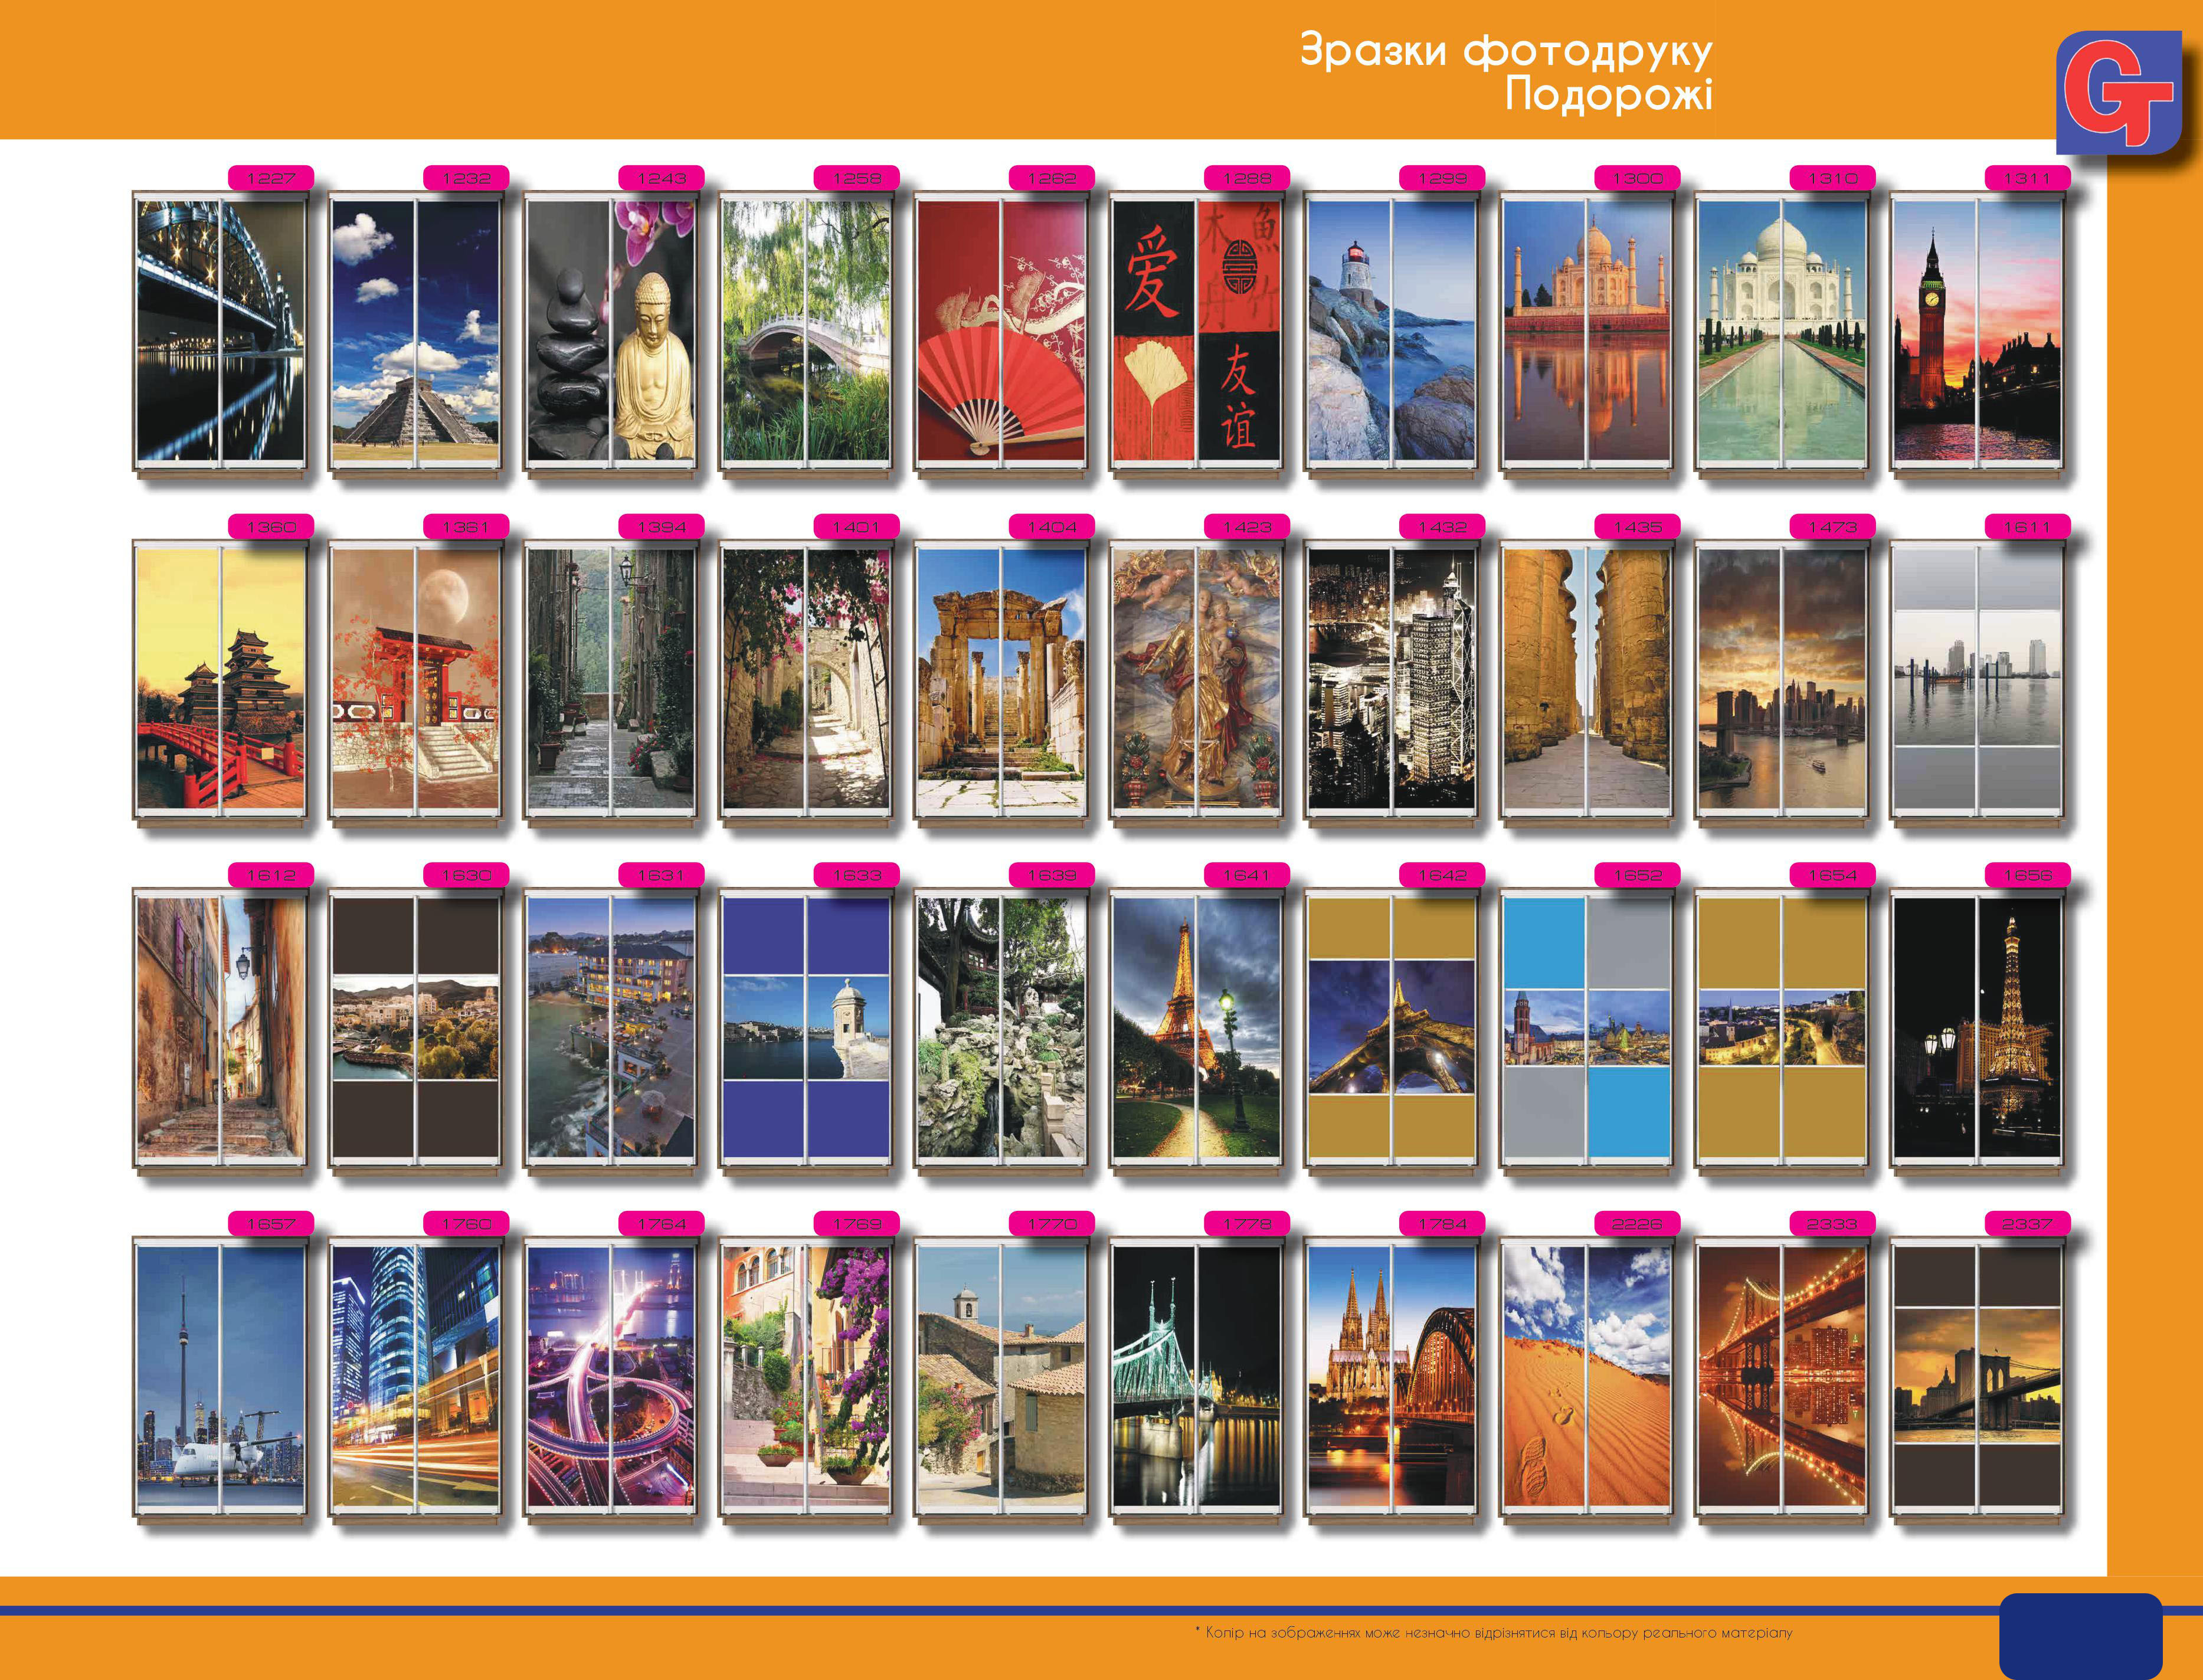 Зразки фотодруку
Подорожі
GT
1227 1232 1243 1258 1262 1288 1299 1300 1310 1311
爱 木 魚
友
谊
1360 1361 1394 1401 1404 1423 1432 1435 1473 1611
1612 1630 1631 1633 1639 1641 1642 1652 1654 1656
1657 1760 1764 1769 1770 1778 1784 2226 2333 2337
* Колір на зображеннях може незначно відрізнятися від кольору реального матеріалу